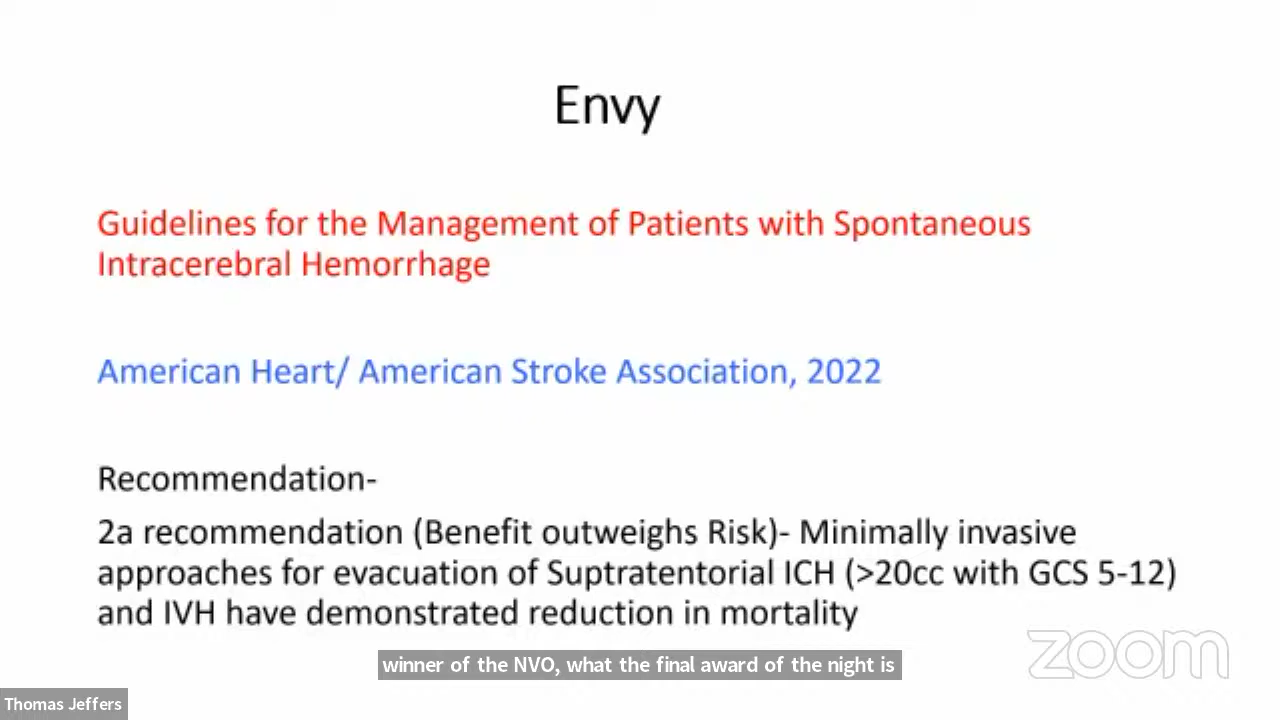 Envy
Guidelines for the Management of Patients with Spontaneous
Intracerebral Hemorrhage
American Heart/ American Stroke Association, 2022
Recommendation-
2a recommendation (Benefit outweighs Risk)- Minimally invasive
approaches for evacuation of Suptratentorial ICH (>20cc with GCS 5-12)
and IVH have demonstrated reduction in mortality
zoom
winner of the NVO, what the final award of the night is
Thomas Jeffers